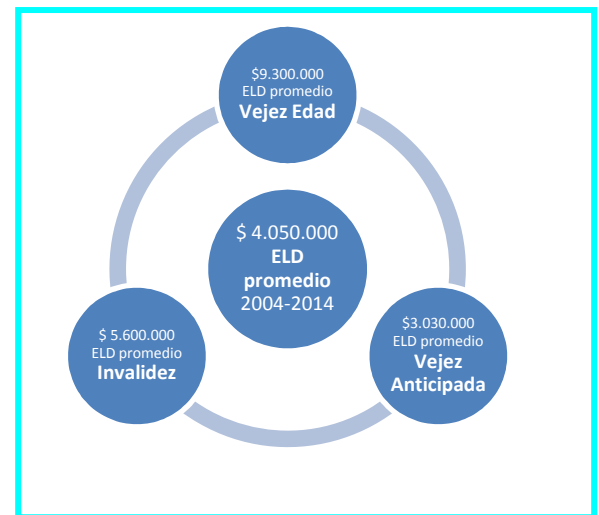 $9.300.000
ELD promedio
Vejez Edad
$ 4.050.000
ELD
promedio
2004-2014
$ 5.600.000
ELD promedio
Invalidez
$3.030.000
ELD promedio
Vejez
Anticipada